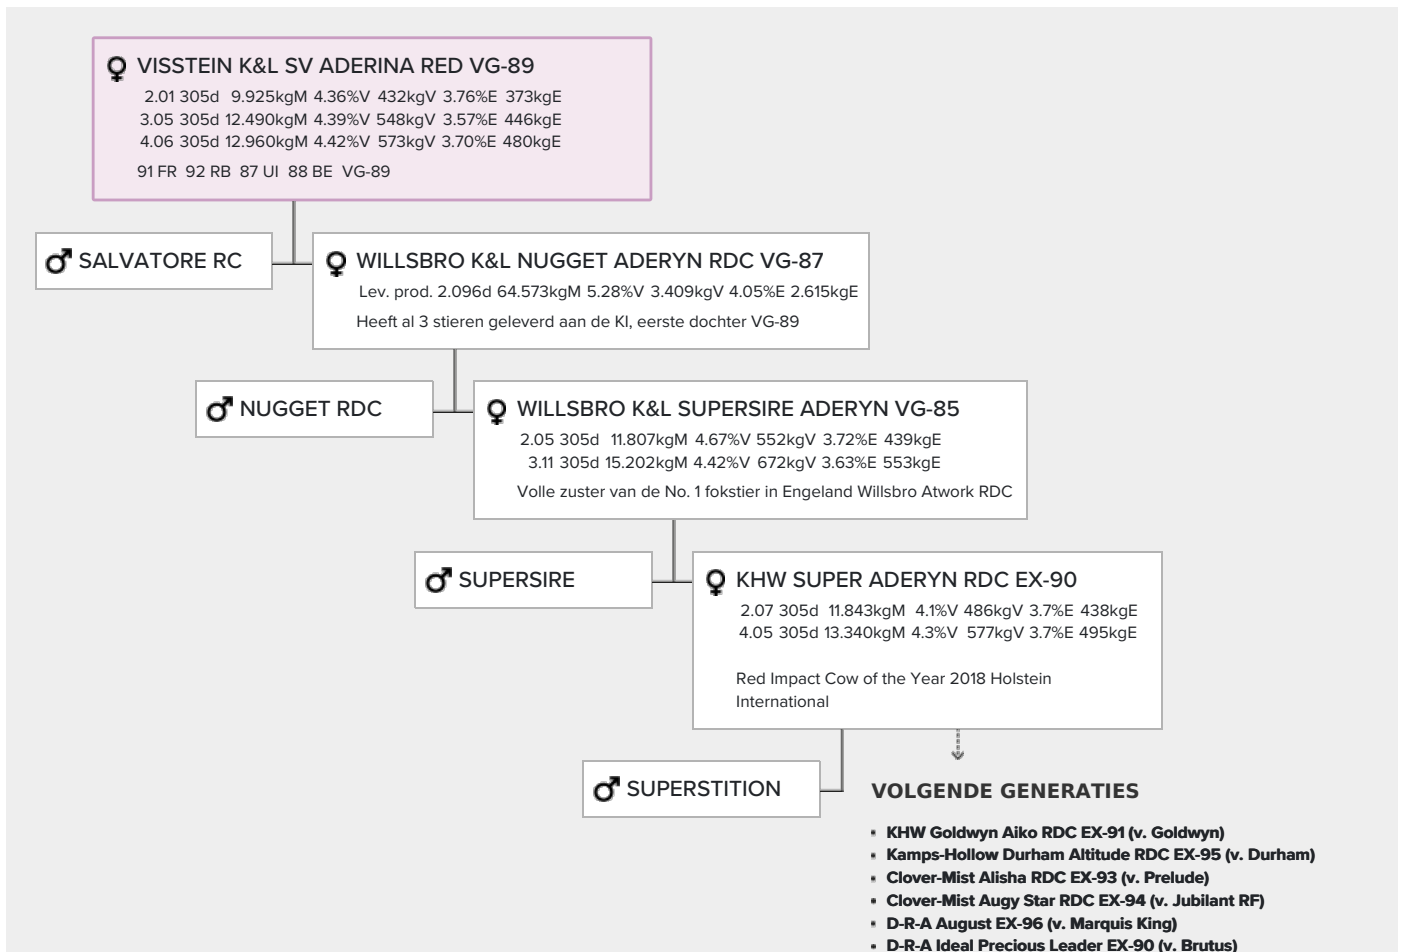 VISSTEIN K&L SV ADERINA RED VG-89
2.01 305d 9.925kgM 4.36%V 432kgV 3.76%E 373kgE
3.05 305d 12.490kgM 4.39%V 548kgV 3.57%E 446kgE
4.06 305d 12.960kgM 4.42%V 573kgV 3.70%E 480kgE
91 FR 92 RB 87 UI 88 BE VG-89
SALVATORE RC
WILLSBRO K&L NUGGET ADERYN RDC VG-87
Lev. prod. 2.096d 64.573kgM 5.28%V 3.409kgV 4.05%E 2.615kgE
Heeft al 3 stieren geleverd aan de KI, eerste dochter VG-89
NUGGET RDC
WILLSBRO K&L SUPERSIRE ADERYN VG-85
2.05 305d 11.807kgM 4.67%V 552kgV 3.72%E 439kgE
3.11 305d 15.202kgM 4.42%V 672kgV 3.63%E 553kgE
Volle zuster van de No. 1 fokstier in Engeland Willsbro Atwork RDC
SUPERSIRE
KHW SUPER ADERYN RDC EX-90
2.07 305d 11.843kgM 4.1%V 486kgV 3.7%E 438kgE
4.05 305d 13.340kgM 4.3%V 577kgV 3.7%E 495kgE
Red Impact Cow of the Year 2018 Holstein
International
SUPERSTITION
VOLGENDE GENERATIES
• KHW Goldwyn Aiko RDC EX-91 (v. Goldwyn)
• Kamps-Hollow Durham Altitude RDC EX-95 (v. Durham)
• Clover-Mist Alisha RDC EX-93 (v. Prelude)
• Clover-Mist Augy Star RDC EX-94 (v. Jubilant RF)
• D-R-A August EX-96 (v. Marquis King)
• D-R-A Ideal Precious Leader EX-90 (v. Brutus)